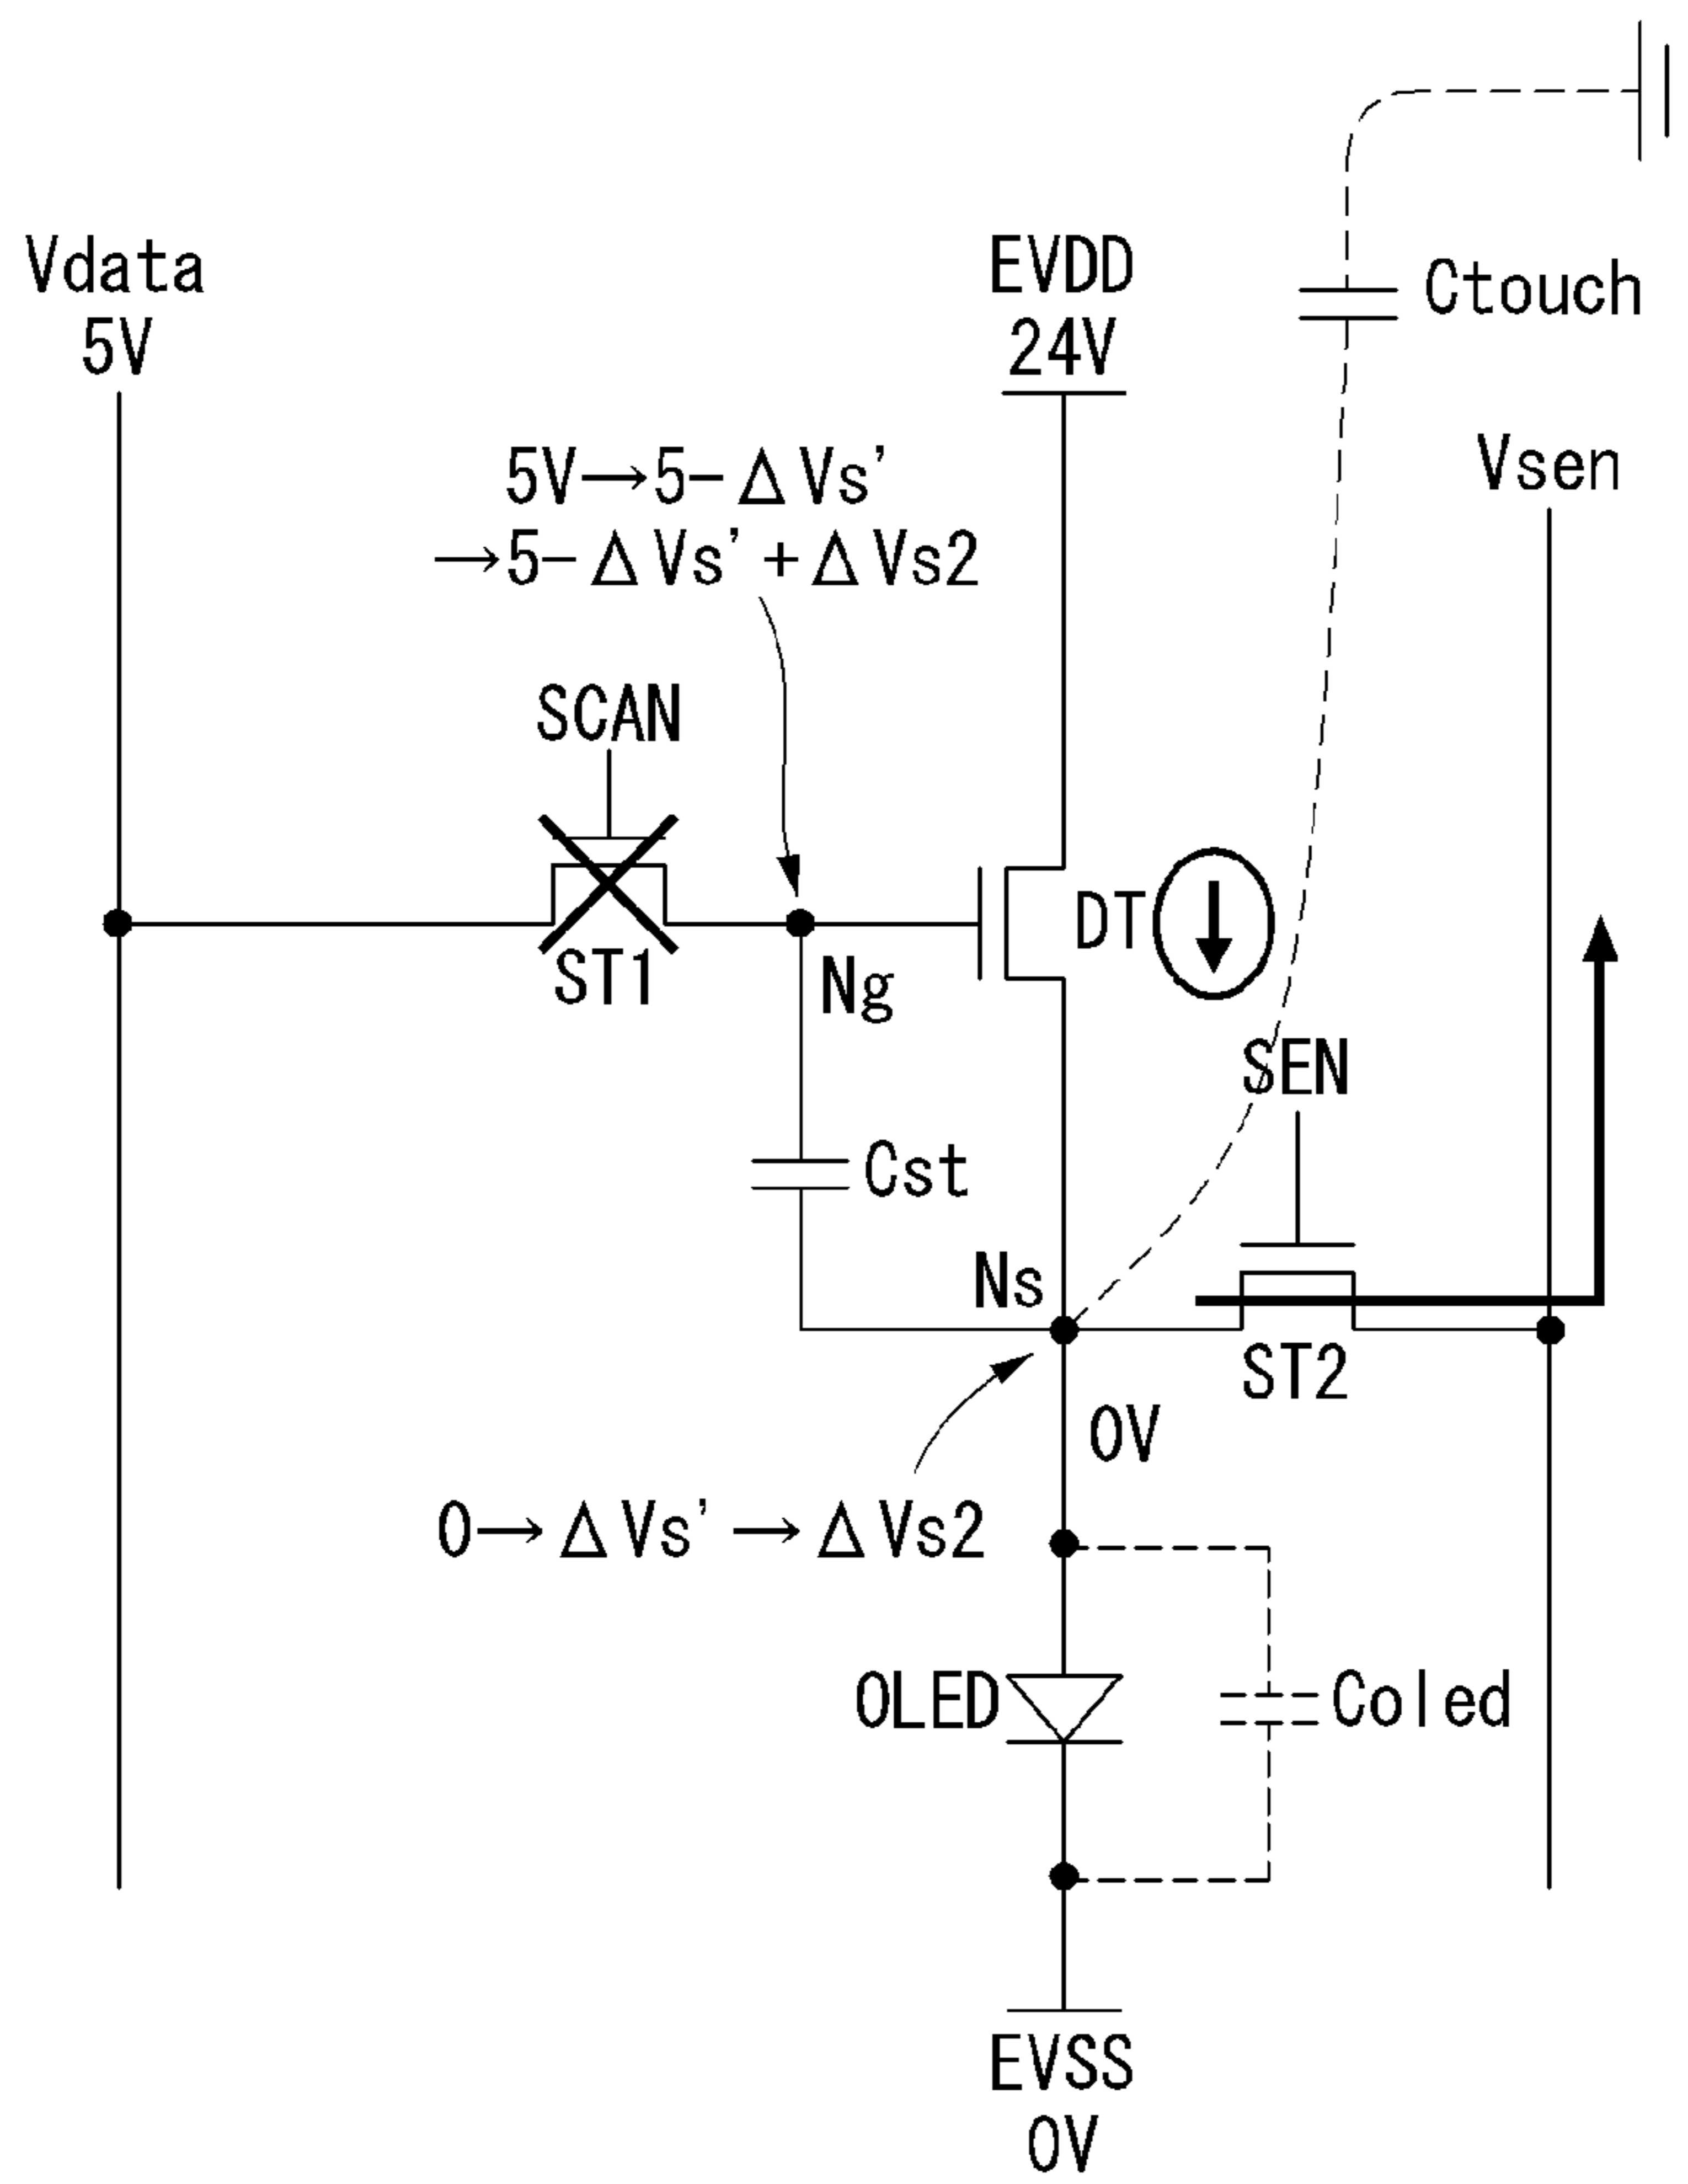 Vdata
5V
EVDD
24V
Ctouch
Vsen
5V→5-ΔVs'
→5-ΔVs'+ΔVs2
SCAN
ST1
Ng
DT
SEN
Cst
Ns
ST2
0V
0→ΔVs'→ΔVs2
OLED
Coled
EVSS
0V